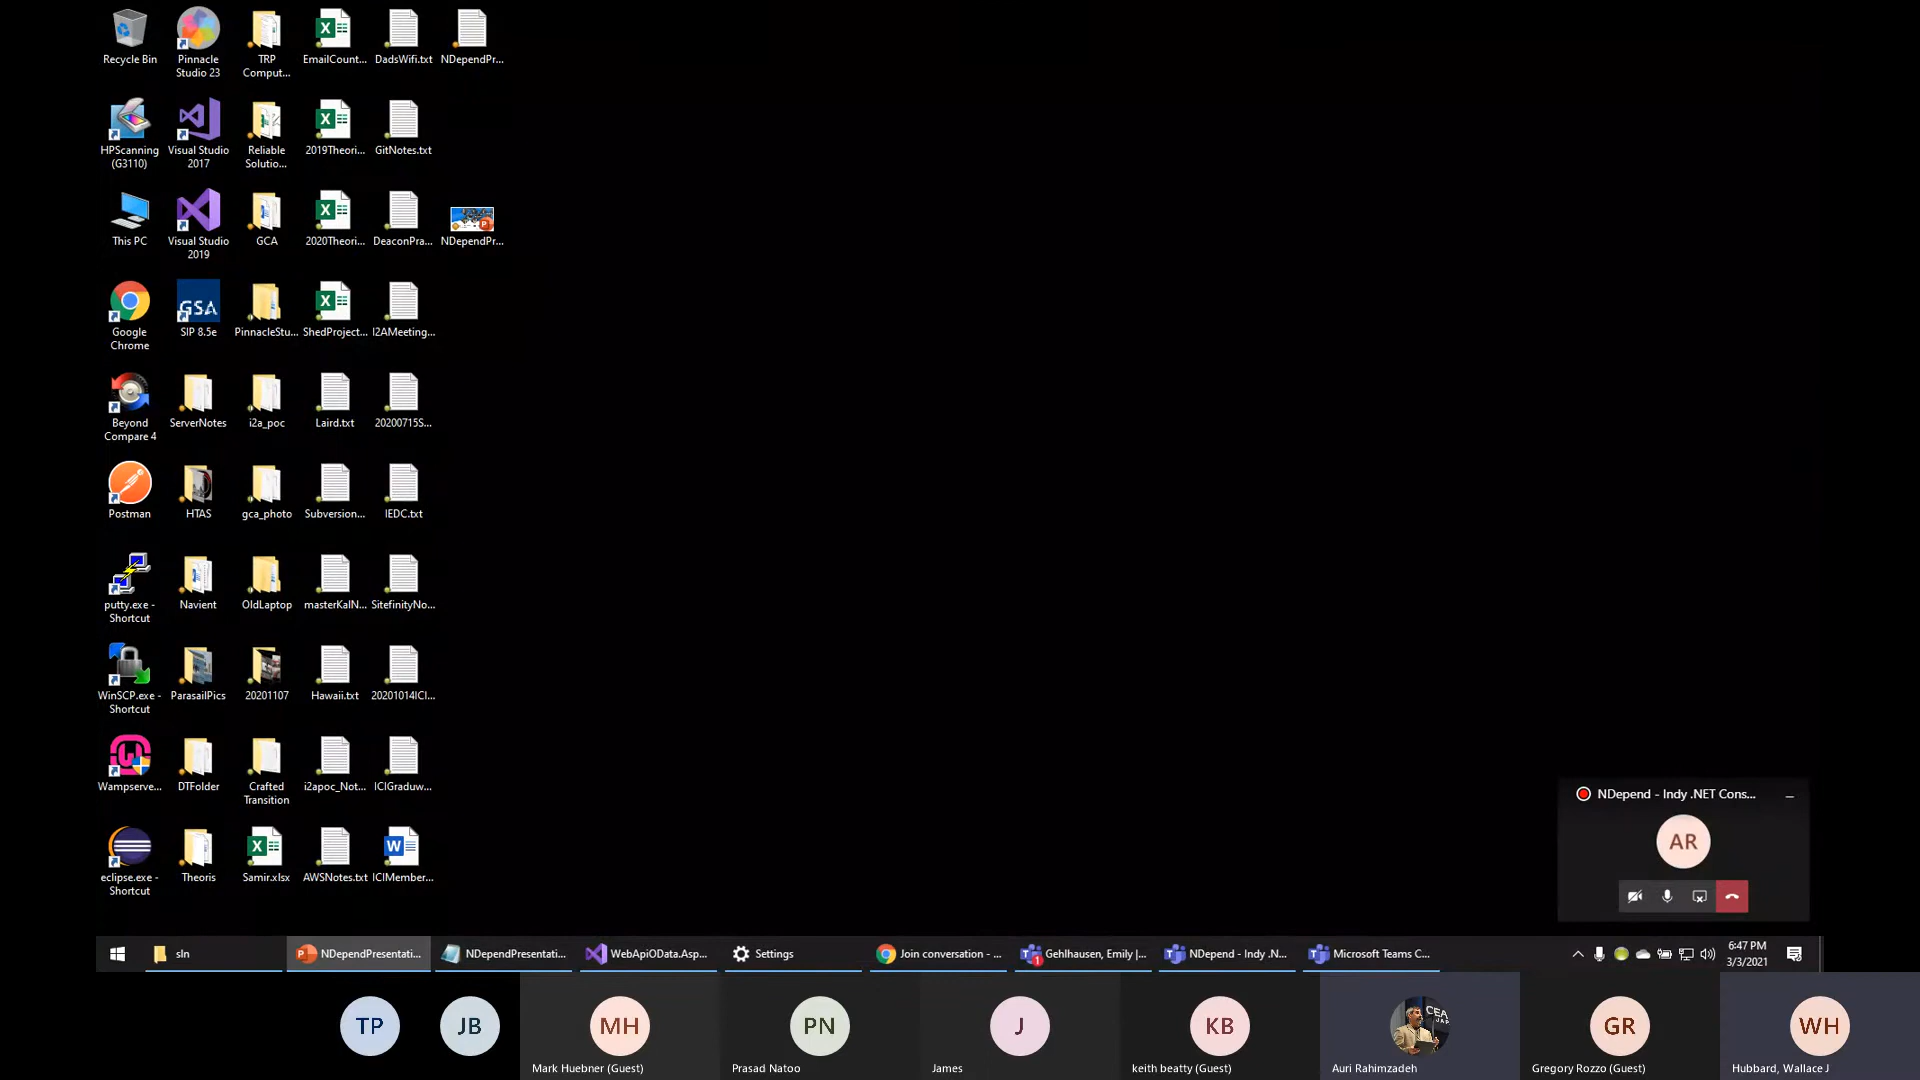 Recycle Bin
Pinnacle
Studio 23
TRP
Comput...
EmailCount...
DadsWifi.txt
NDependPr...
HPScanning
(G3110)
Visual Studio
2017
Reliable
Solutio...
2019Theori...
GitNotes.txt
This PC
Visual Studio
2019
GCA
2020Theori...
DeaconPra...
NDependPr...
Google
Chrome
GSA
SIP 8.5e
PinnacleStu...
ShedProject...
I2AMeeting...
Beyond
Compare 4
ServerNotes
i2a_poc
Laird.txt
20200715S...
Postman
HTAS
gca_photo
Subversion...
IEDC.txt
putty.exe -
Shortcut
Navient
OldLaptop
masterKalN...
SitefinityNo...
WinSCP.exe -
Shortcut
ParasailPics
20201107
Hawaii.txt
20201014ICI...
Wampserve...
DTFolder
Crafted
Transition
i2apoc_Not...
ICIGraduw...
eclipse.exe -
Shortcut
Theoris
Samir.xlsx
AWSNotes.txt
ICIMember...
NDepend - Indy .NET Cons...
AR
sln
NDependPresentati...
NDependPresentati...
WebApiOData.Asp...
Settings
Join conversation - ...
1
Gehlhausen, Emily |...
NDepend - Indy .N...
Microsoft Teams C...
6:47 PM
3/3/2021
TP
JB
MH
Mark Huebner (Guest)
PN
Prasad Natoo
J
James
KB
keith beatty (Guest)
CEA
Auri Rahimzadeh
GR
Gregory Rozzo (Guest)
WH
Hubbard, Wallace J